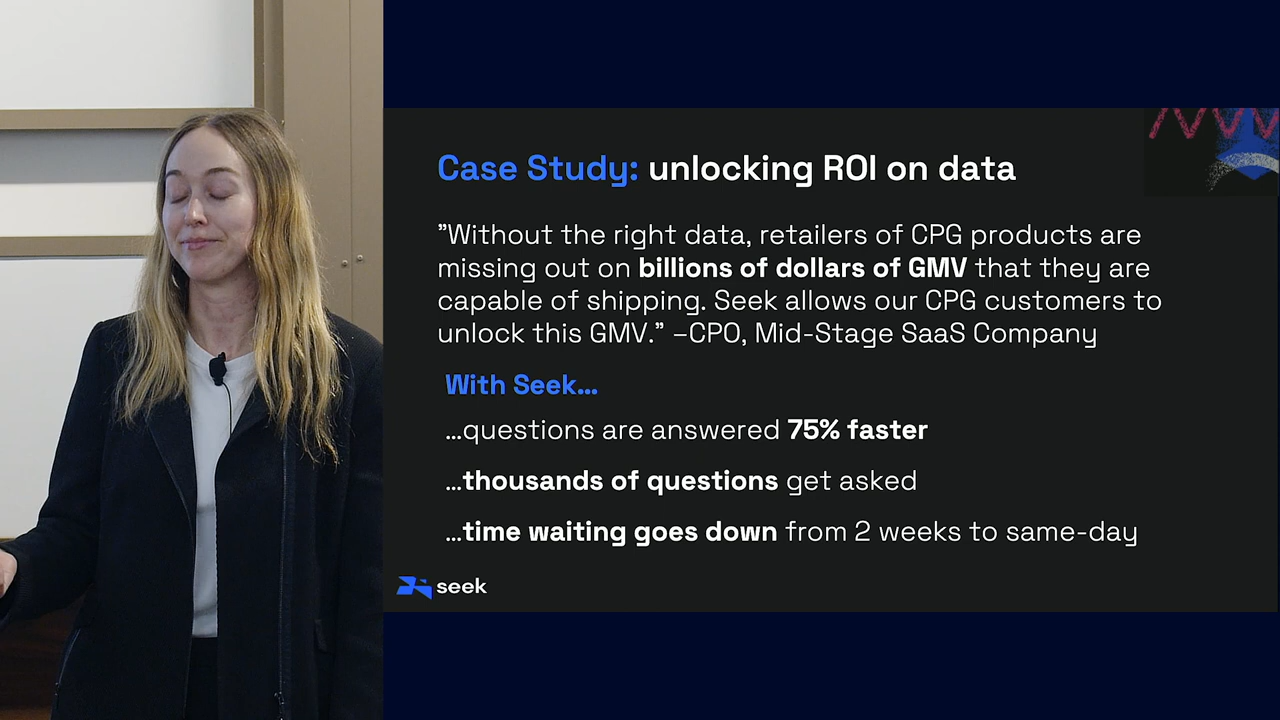 Case Study: unlocking ROI on data
”Without the right data, retailers of CPG products are
missing out on billions of dollars of GMV that they are
capable of shipping. Seek allows our CPG customers to
unlock this GMV.” –CPO, Mid-Stage SaaS Company
With Seek…
…questions are answered 75% faster
…thousands of questions get asked
…time waiting goes down from 2 weeks to same-day
seek